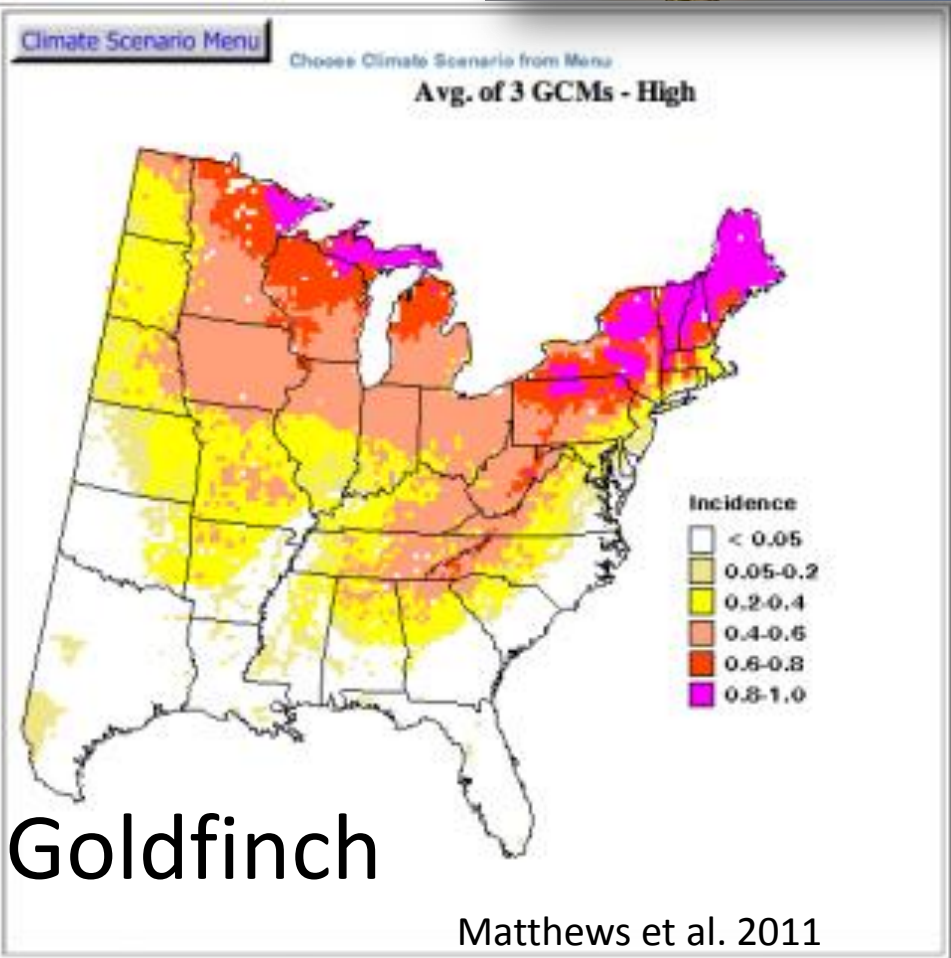 Climate Scenario Menu
Choose Climate Scenario from Menu
Avg. of 3 GCMs - High
Incidence
< 0.05
0.05-0.2
0.2-0.4
0.4-0.6
0.6-0.8
0.8-1.0
Goldfinch
Matthews et al. 2011